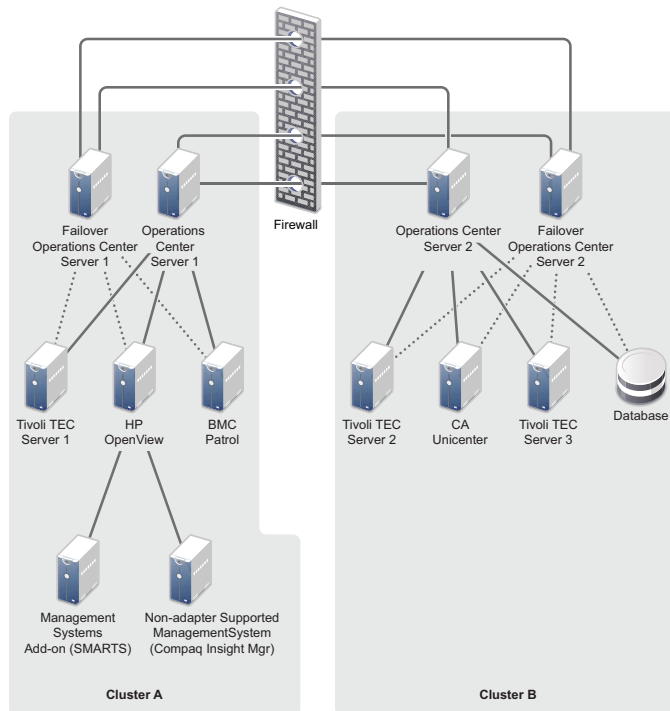 Firewall
Failover
Operations Center
Server 1
Operations
Center
Server 1
Operations Center
Server 2
Failover
Operations Center
Server 2
Tivoli TEC
Server 1
HP
OpenView
BMC
Patrol
Tivoli TEC
Server 2
CA
Unicenter
Tivoli TEC
Server 3
Database
Management
Systems
Add-on (SMARTS)
Non-adapter Supported
ManagementSystem
(Compaq Insight Mgr)
Cluster A
Cluster B